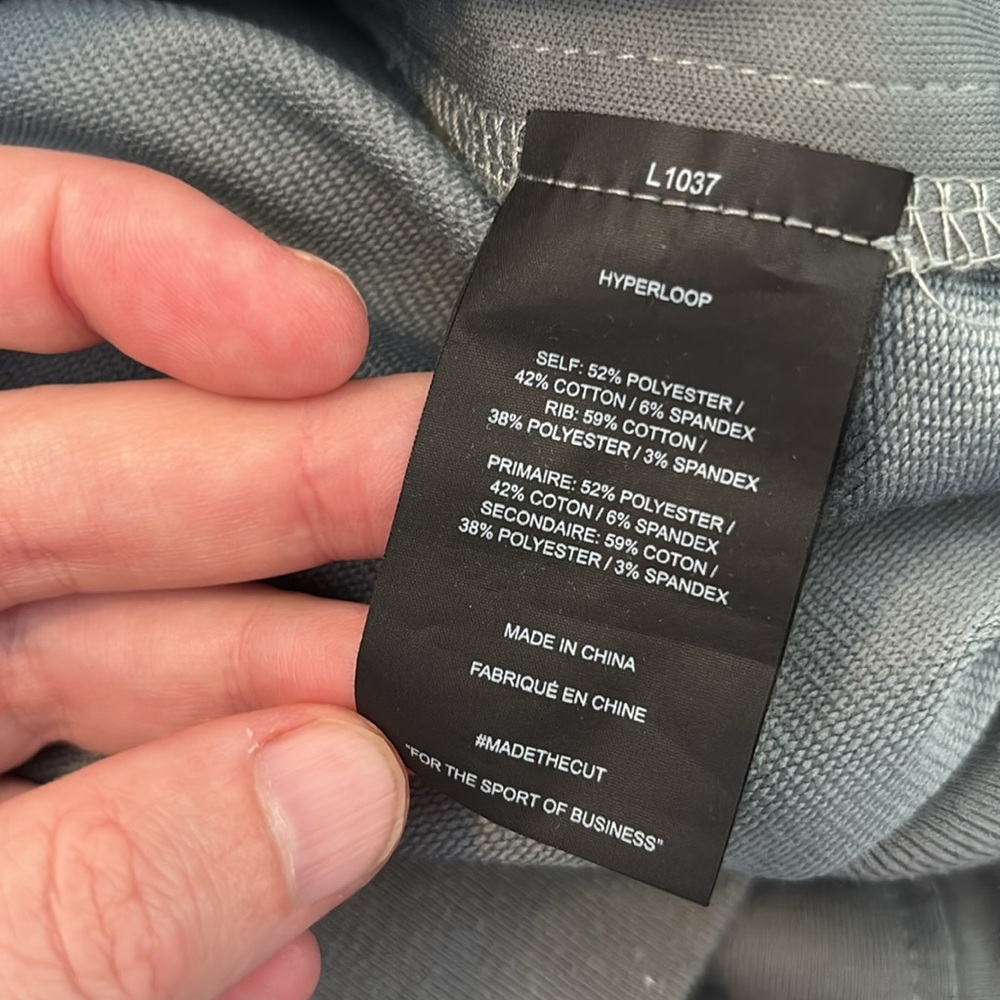 L1037
HYPERLOOP
SELF: 52% POLYESTER /
42% COTTON / 6% SPANDEX
RIB: 59% COTTON /
38% POLYESTER / 3% SPANDEX
PRIMAIRE: 52% POLYESTER /
42% COTON / 6% SPANDEX
SECONDAIRE: 59% COTON /
38% POLYESTER / 3% SPANDEX
MADE IN CHINA
FABRIQUÉ EN CHINE
#MADETHECUT
"FOR THE SPORT OF BUSINESS"